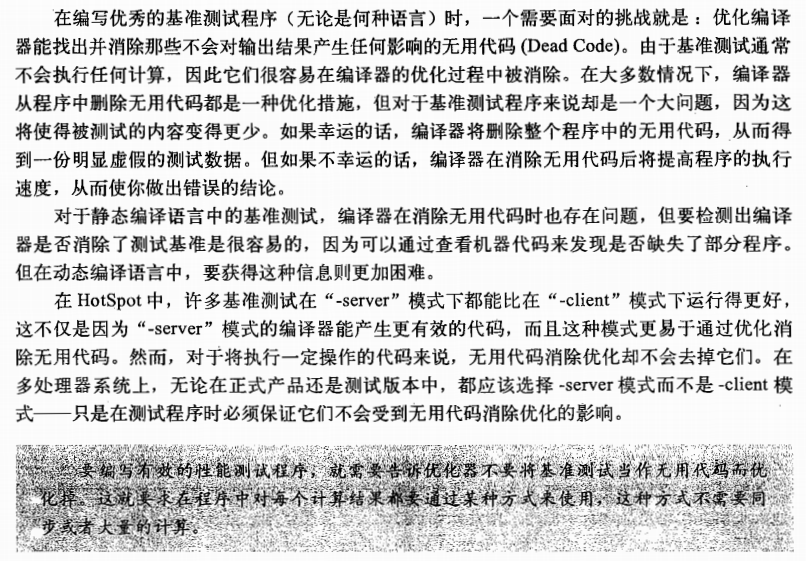 在编写优秀的基准测试程序（无论是何种语言）时，一个需要面对的挑战就是：优化编译
器能找出并消除那些不会对输出结果产生任何影响的无用代码 (Dead Code)。由于基准测试通常
不会执行任何计算，因此它们很容易在编译器的优化过程中被消除。在大多数情况下，编译器
从程序中删除无用代码都是一种优化措施，但对于基准测试程序来说却是一个大问题，因为这
将使得被测试的内容变得更少。如果幸运的话，编译器将删除整个程序中的无用代码，从而得
到一份明显虚假的测试数据。但如果不幸运的话，编译器在消除无用代码后将提高程序的执行
速度，从而使你做出错误的结论。
对于静态编译语言中的基准测试，编译器在消除无用代码时也存在问题，但要检测出编译
器是否消除了测试基准是很容易的，因为可以通过查看机器代码来发现是否缺失了部分程序。
但在动态编译语言中，要获得这种信息则更加困难。
在 HotSpot 中，许多基准测试在“-server”模式下都能比在“-client”模式下运行得更好，
这不仅是因为“-server”模式的编译器能产生更有效的代码，而且这种模式更易于通过优化消
除无用代码。然而，对于将执行一定操作的代码来说，无用代码消除优化却不会去掉它们。在
多处理器系统上，无论在正式产品还是测试版本中，都应该选择 -server 模式而不是 -client 模
式——只是在测试程序时必须保证它们不会受到无用代码消除优化的影响。
要编写有效的性能测试程序，就需要告诉优化器不要将基准测试当作无用代码而优
化掉。这就要求在程序中对每个计算结果都要通过某种方式来使用，这种方式不需要同
步或者大量的计算。